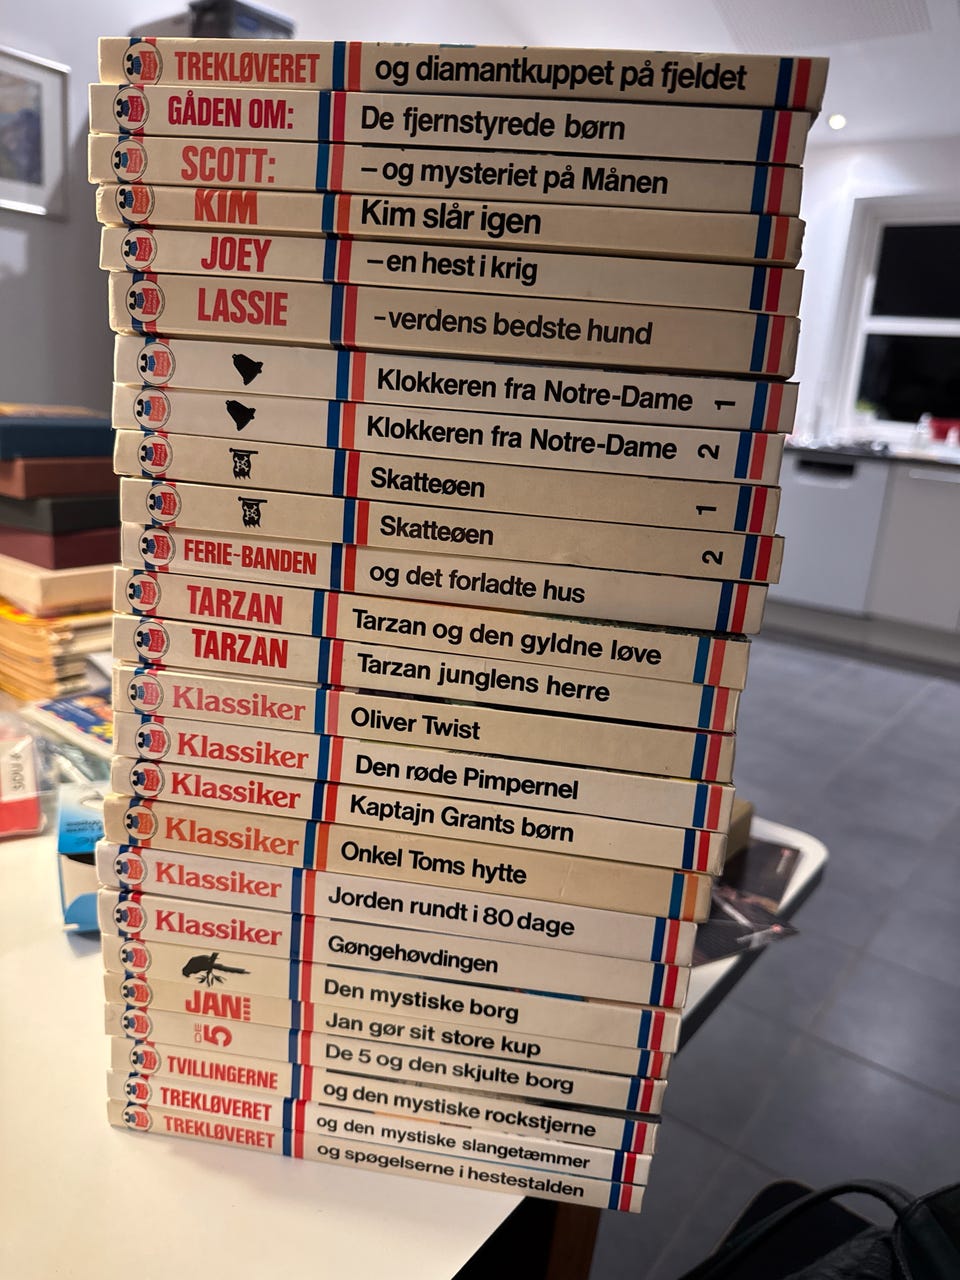 TREKLØVERET og diamantkuppet på fjeldet
GÅDEN OM: De fjernstyrede børn
SCOTT: – og mysteriet på Månen
KIM Kim slår igen
JOEY – en hest i krig
LASSIE - verdens bedste hund
Klokkeren fra Notre-Dame 1
Klokkeren fra Notre-Dame 2
Skatteøen 1
Skatteøen 2
FERIE-BANDEN og det forladte hus
TARZAN Tarzan og den gyldne løve
TARZAN Tarzan junglens herre
Klassiker Oliver Twist
Klassiker Den røde Pimpernel
Klassiker Kaptajn Grants børn
Klassiker Onkel Toms hytte
Klassiker Jorden rundt i 80 dage
Klassiker Gøngehøvdingen
Den mystiske borg
JAN!!! Jan gør sit store kup
DE 5 De 5 og den skjulte borg
TVILLINGERNE og den mystiske rockstjerne
TREKLØVERET og den mystiske slangetæmmer
TREKLØVERET og spøgelserne i hestestalden